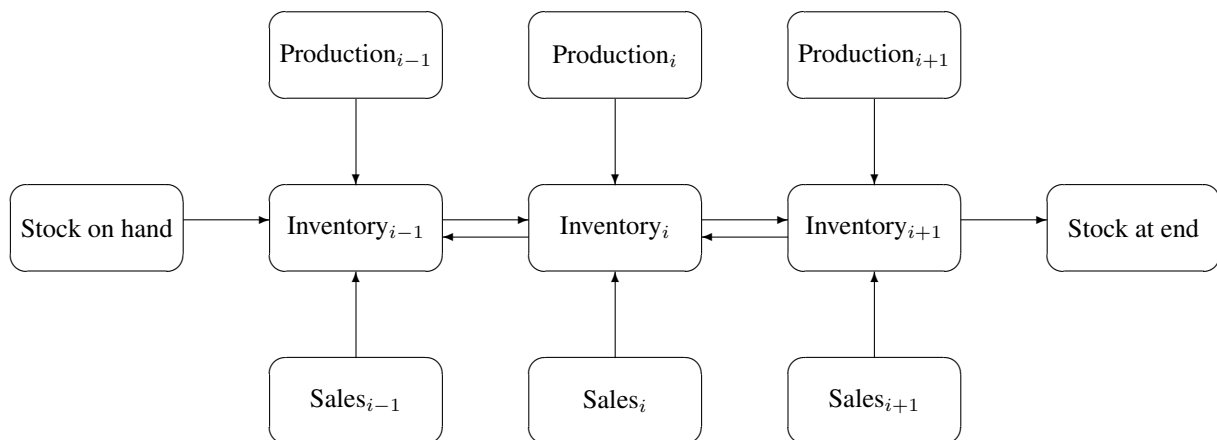 Production_{i−1} Production_i Production_{i+1}
Stock on hand Inventory_{i−1} Inventory_i Inventory_{i+1} Stock at end
Sales_{i−1} Sales_i Sales_{i+1}